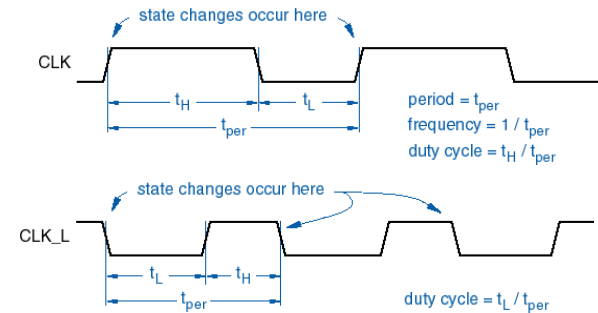 state changes occur here
CLK
tH
tL
tper
period = tper
frequency = 1 / tper
duty cycle = tH / tper
state changes occur here
CLK_L
tL
tH
tper
duty cycle = tL / tper